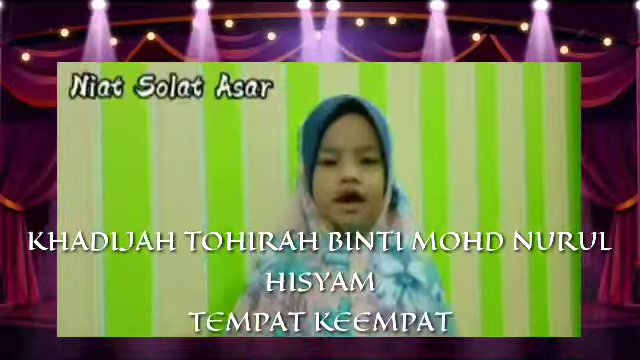 Niat Solat Asar
KHADIJAH TOHIRAH BINTI MOHD NURUL
HISYAM
TEMPAT KEEMPAT